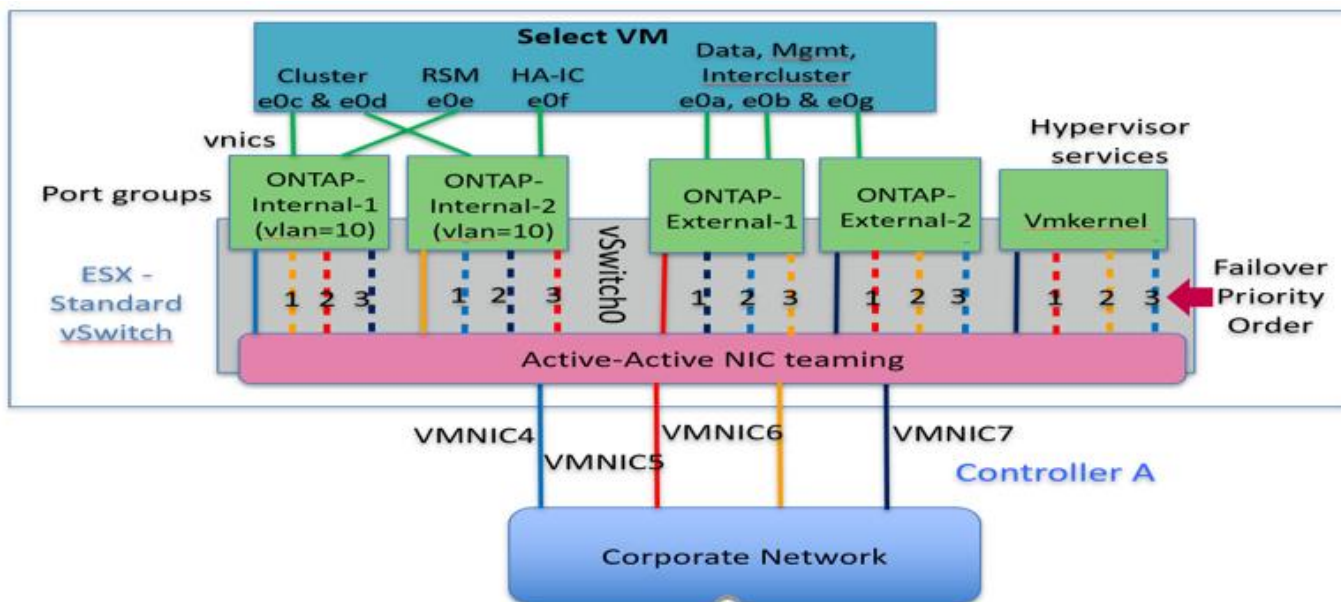 Select VM
Cluster
e0c & e0d
RSM
e0e
HA-IC
e0f
Data, Mgmt,
Intercluster
e0a, e0b & e0g
vnics
Hypervisor
services
Port groups
ONTAP-
Internal-1
(vlan=10)
ONTAP-
Internal-2
(vlan=10)
ONTAP-
External-1
ONTAP-
External-2
Vmkernel
vSwitch0
ESX -
Standard
vSwitch
1 2 3
1 2 3
1 2 3
1 2 3
1 2 3
Failover
Priority
Order
Active-Active NIC teaming
VMNIC4
VMNIC5
VMNIC6
VMNIC7
Controller A
Corporate Network